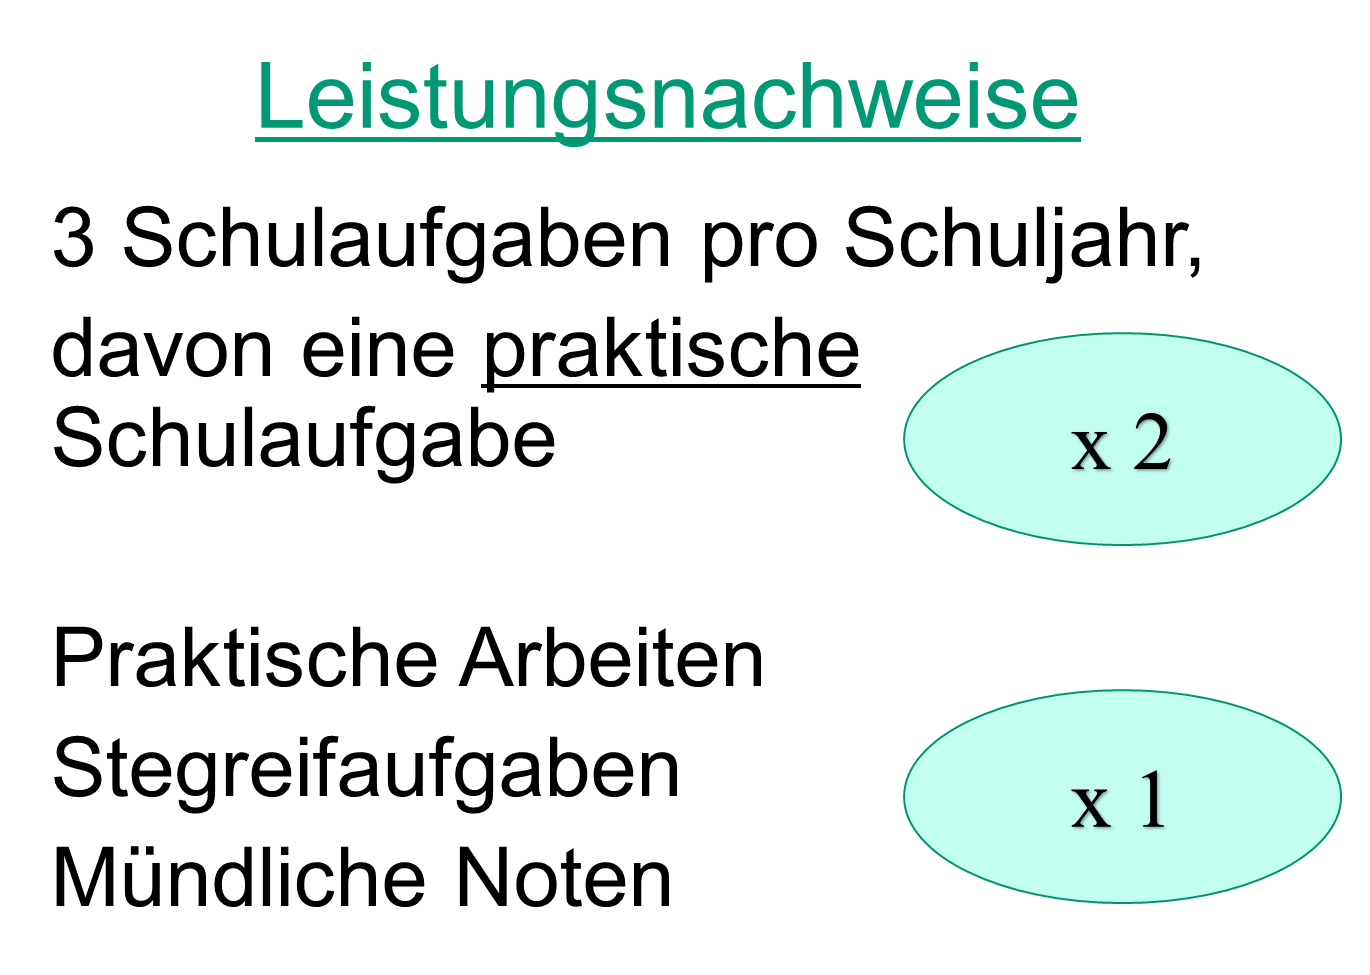 Leistungsnachweise
3 Schulaufgaben pro Schuljahr,
davon eine praktische
Schulaufgabe
x 2
Praktische Arbeiten
Stegreifaufgaben
x 1
Mündliche Noten